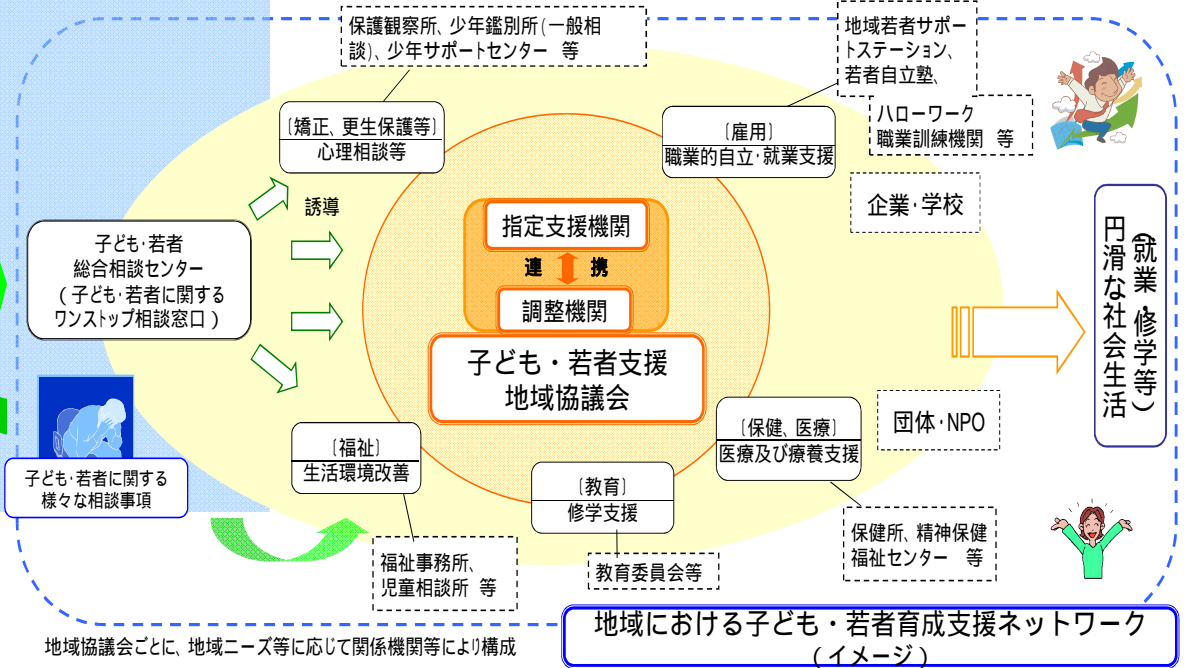 保護観察所、少年鑑別所(一般相
談)、少年サポートセンター 等
地域若者サポー
トステーション、
若者自立塾、
ハローワーク
職業訓練機関 等
〔矯正、更生保護等〕
心理相談等
〔雇用〕
職業的自立・就業支援
企業・学校
誘導
子ども・若者
総合相談センター
(子ども・若者に関する
ワンストップ相談窓口)
指定支援機関
連 携
調整機関
子ども・若者支援
地域協議会
円滑な社会生活
(就業・修学等)
団体・NPO
〔保健、医療〕
医療及び療養支援
〔福祉〕
生活環境改善
〔教育〕
修学支援
子ども・若者に関する
様々な相談事項
保健所、精神保健
福祉センター 等
福祉事務所、
児童相談所 等
教育委員会等
地域における子ども・若者育成支援ネットワーク
(イメージ)
地域協議会ごとに、地域ニーズ等に応じて関係機関等により構成